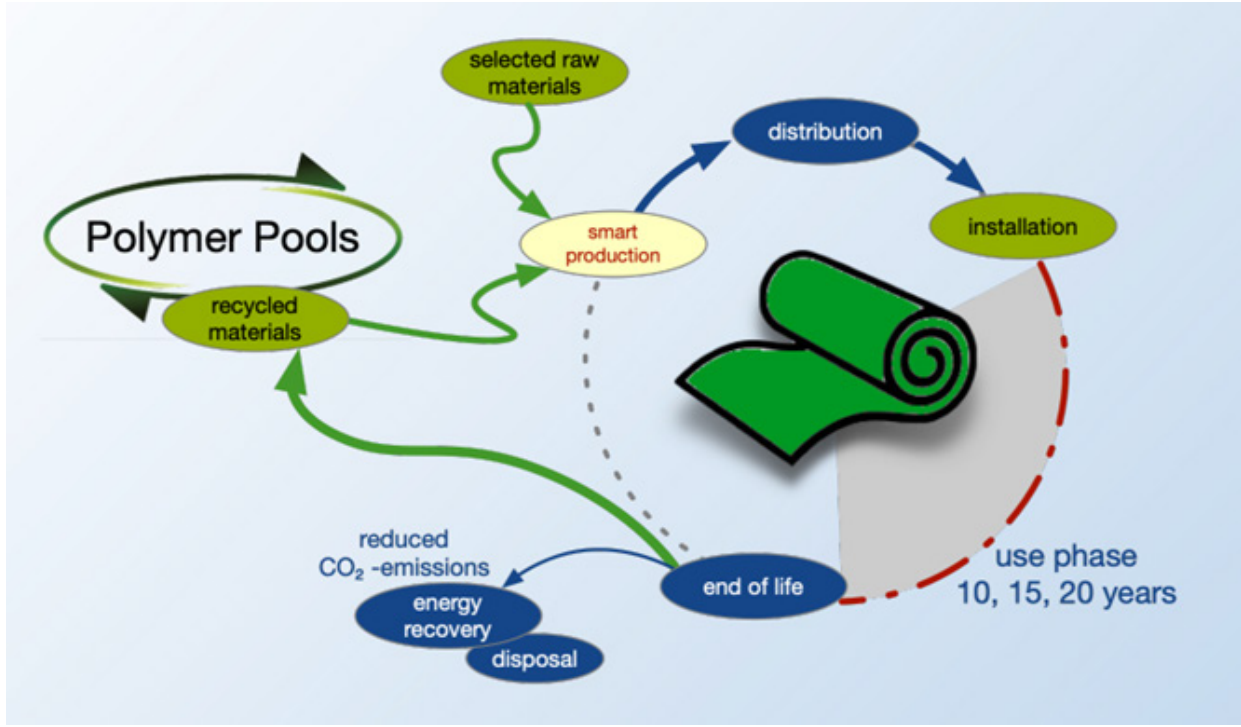 selected raw
materials
distribution
Polymer Pools
smart
production
installation
recycled
materials
use phase
10, 15, 20 years
reduced
CO₂ -emissions
end of life
energy
recovery
disposal